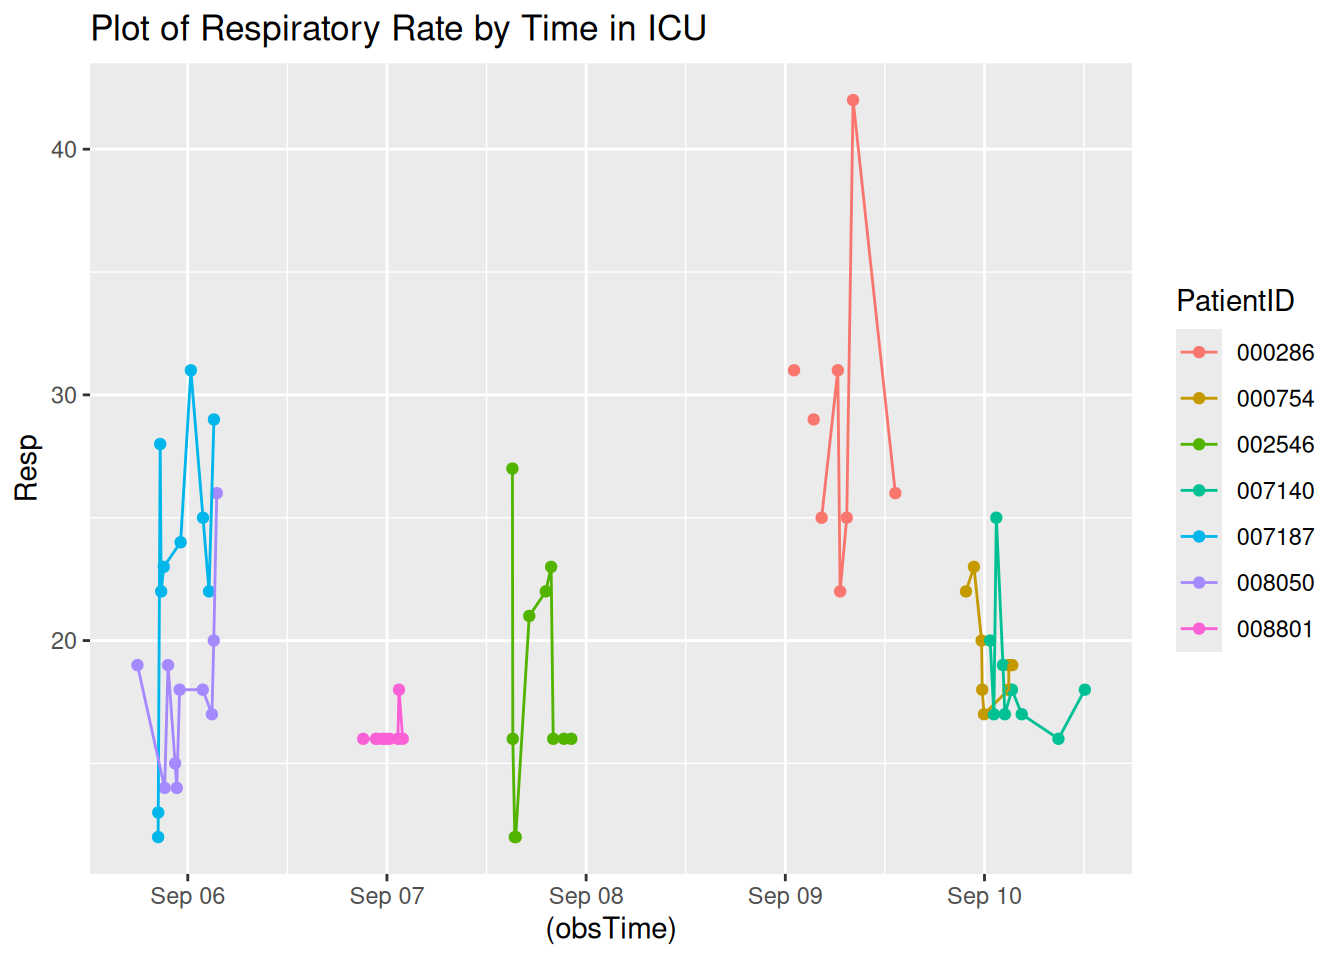 Plot of Respiratory Rate by Time in ICU
Resp
40
30
20
Sep 06
Sep 07
Sep 08
Sep 09
Sep 10
(obsTime)
PatientID
000286
000754
002546
007140
007187
008050
008801